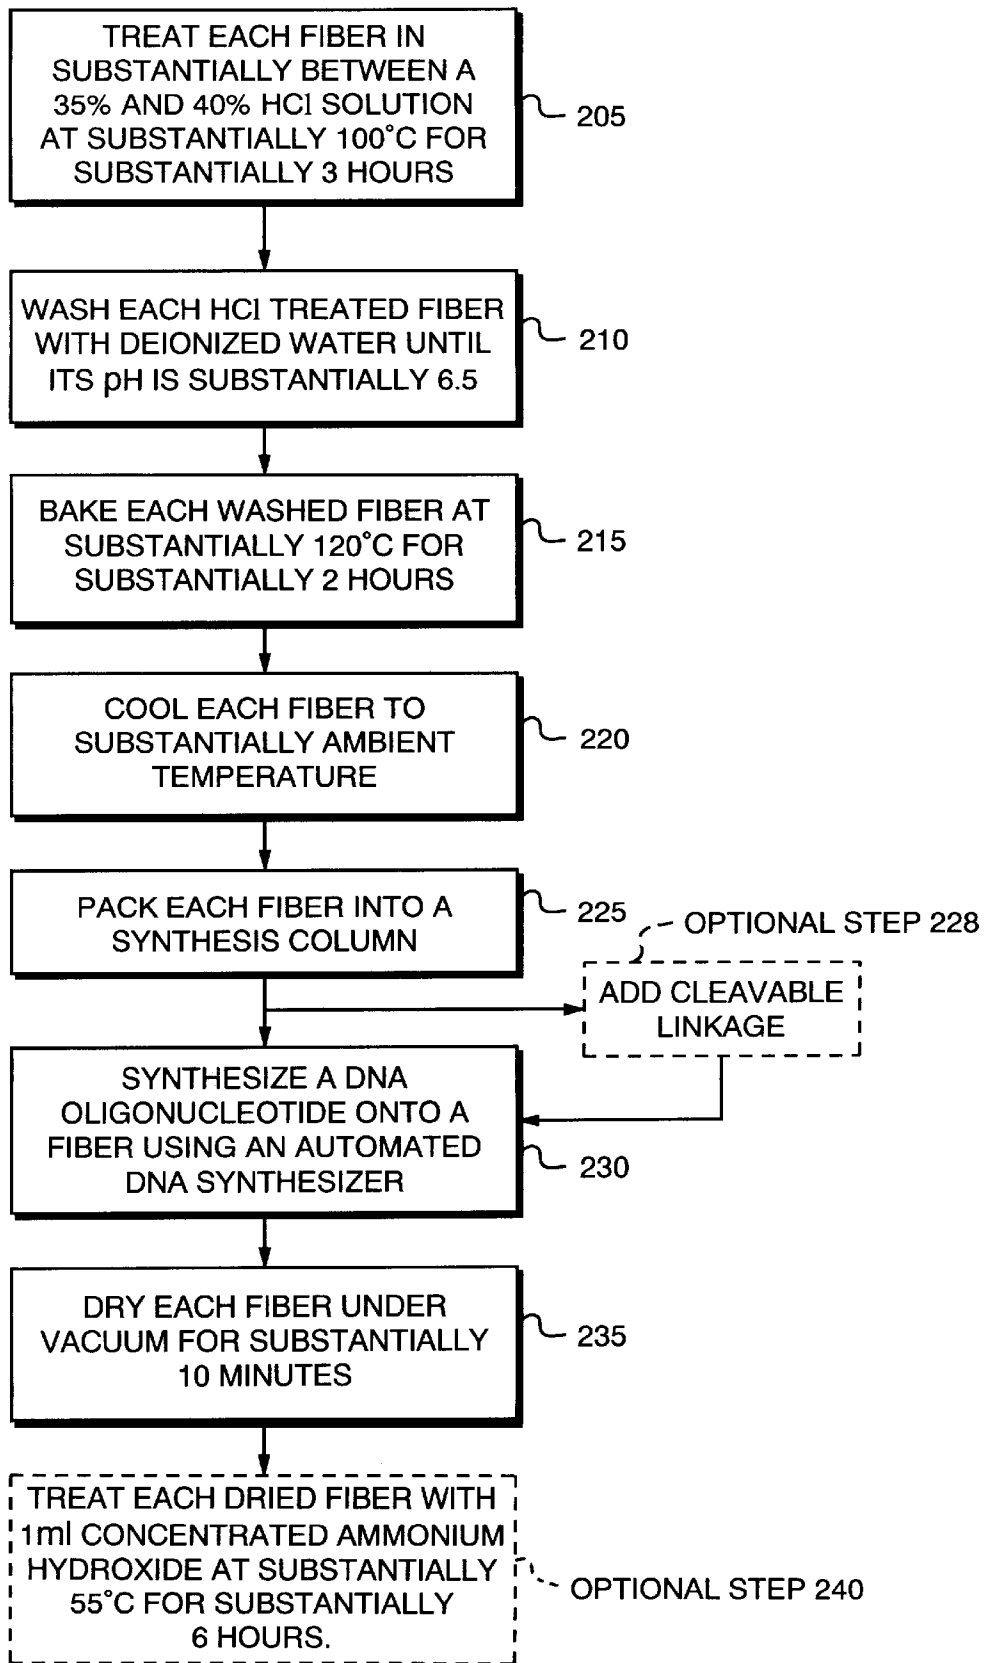 TREAT EACH FIBER IN
SUBSTANTIALLY BETWEEN A
35% AND 40% HCl SOLUTION
AT SUBSTANTIALLY 100°C FOR
SUBSTANTIALLY 3 HOURS
205
WASH EACH HCl TREATED FIBER
WITH DEIONIZED WATER UNTIL
ITS pH IS SUBSTANTIALLY 6.5
210
BAKE EACH WASHED FIBER AT
SUBSTANTIALLY 120°C FOR
SUBSTANTIALLY 2 HOURS
215
COOL EACH FIBER TO
SUBSTANTIALLY AMBIENT
TEMPERATURE
220
PACK EACH FIBER INTO A
SYNTHESIS COLUMN
225
OPTIONAL STEP 228
ADD CLEAVABLE
LINKAGE
SYNTHESIZE A DNA
OLIGONUCLEOTIDE ONTO A
FIBER USING AN AUTOMATED
DNA SYNTHESIZER
230
DRY EACH FIBER UNDER
VACUUM FOR SUBSTANTIALLY
10 MINUTES
235
TREAT EACH DRIED FIBER WITH
1ml CONCENTRATED AMMONIUM
HYDROXIDE AT SUBSTANTIALLY
55°C FOR SUBSTANTIALLY
6 HOURS.
OPTIONAL STEP 240